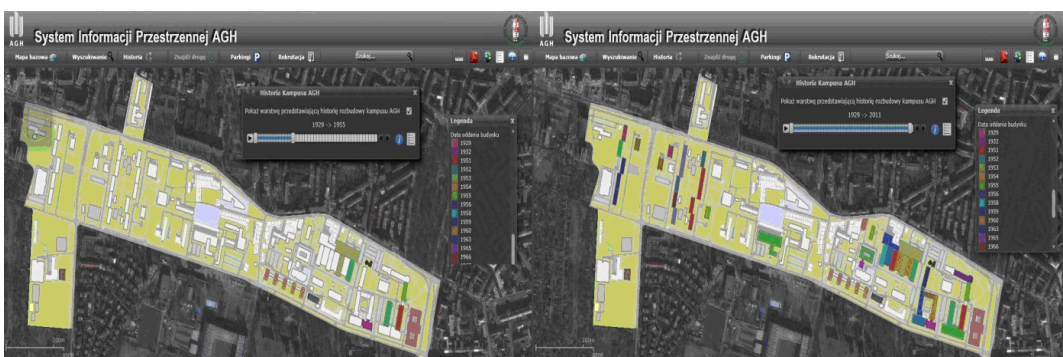 AGH
System Informacji Przestrzennej AGH
Mapa bazowa Wyszukiwanie Historia Znajdź drogę Parkingi P Rekrutacja Szukaj...
Historia Kampusu AGH X
Pokaż warstwę przedstawiającą historię rozbudowy kampusu AGH
1929 -> 1955
Legenda X
Data oddania budynku
1929
1932
1951
1952
1953
1954
1955
1956
1958
1959
1960
1963
1965
1966
AGH
System Informacji Przestrzennej AGH
Mapa bazowa Wyszukiwanie Historia Znajdź drogę Parkingi P Rekrutacja Szukaj...
Historia Kampusu AGH X
Pokaż warstwę przedstawiającą historię rozbudowy kampusu AGH
1929 -> 2011
Legenda X
Data oddania budynku
1929
1932
1951
1952
1953
1954
1955
1956
1958
1959
1960
1963
1965
1966